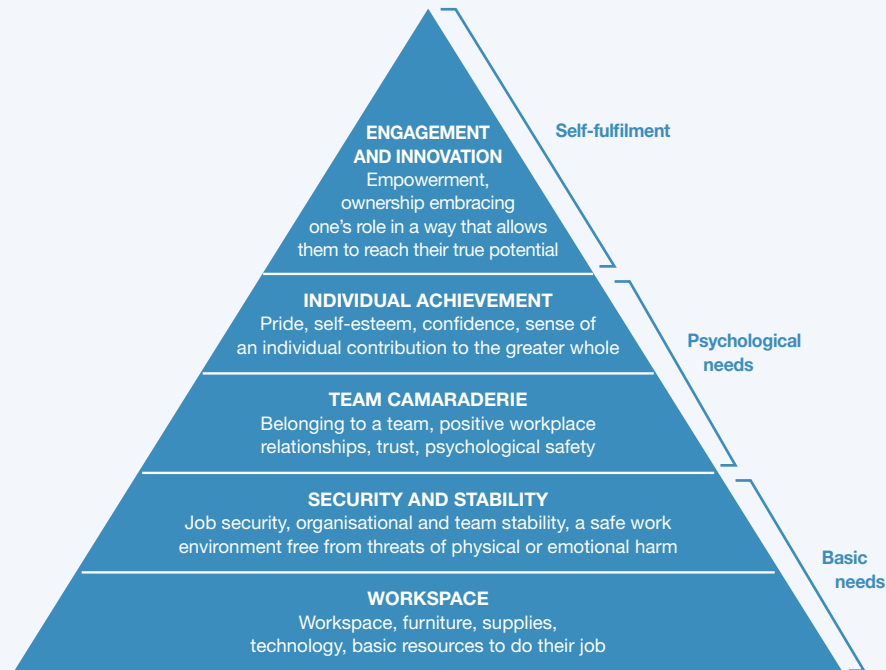 ENGAGEMENT
AND INNOVATION
Empowerment,
ownership embracing
one's role in a way that allows
them to reach their true potential
Self-fulfilment
INDIVIDUAL ACHIEVEMENT
Pride, self-esteem, confidence, sense of
an individual contribution to the greater whole
Psychological
needs
TEAM CAMARADERIE
Belonging to a team, positive workplace
relationships, trust, psychological safety
SECURITY AND STABILITY
Job security, organisational and team stability, a safe work
environment free from threats of physical or emotional harm
Basic
needs
WORKSPACE
Workspace, furniture, supplies,
technology, basic resources to do their job